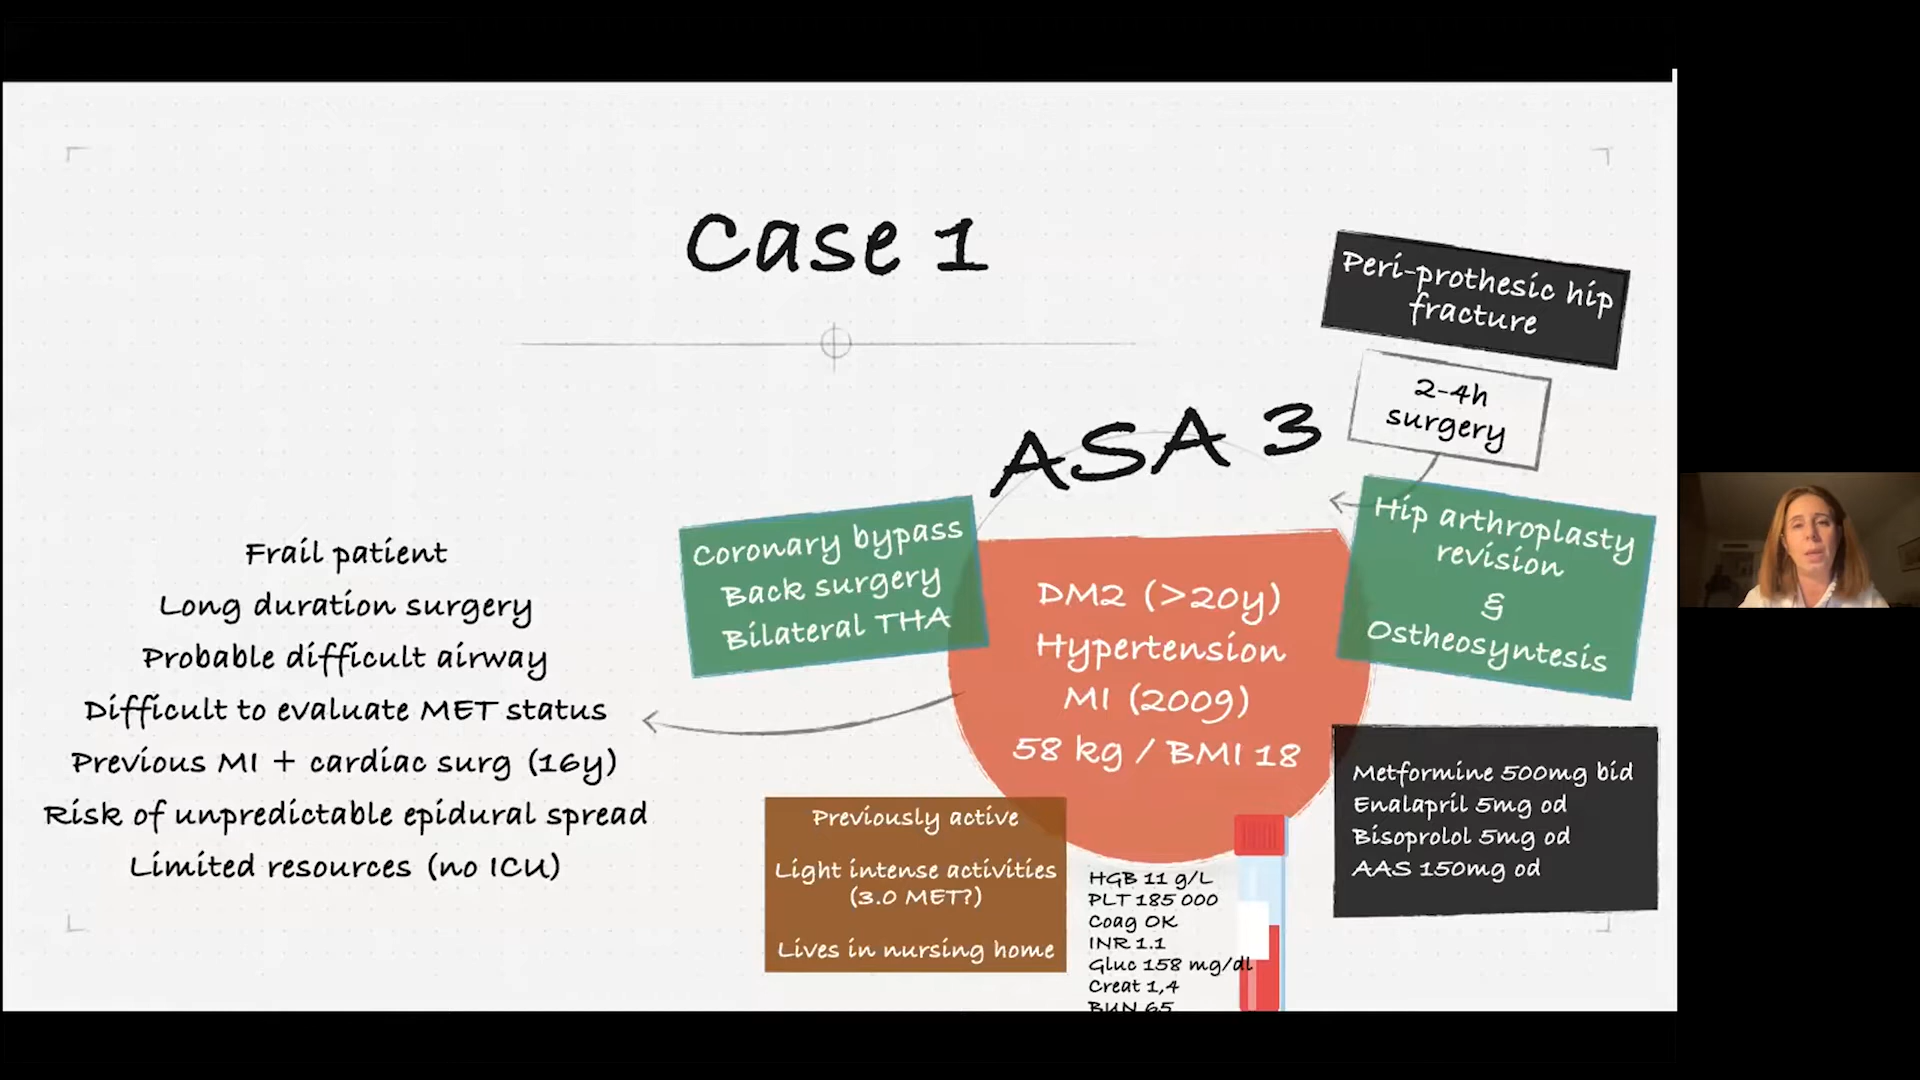 Case 1
Peri-prothesic hip
fracture
2-4h
surgery
ASA 3
Hip arthroplasty
revision
&
Ostheosyntesis
Coronary bypass
Back surgery
Bilateral THA
DM2 (>20y)
Hypertension
MI (2009)
58 kg / BMI 18
Frail patient
Long duration surgery
Probable difficult airway
Difficult to evaluate MET status
Previous MI + cardiac surg (16y)
Risk of unpredictable epidural spread
Limited resources (no ICU)
Previously active
Light intense activities
(3.0 MET?)
Lives in nursing home
HGB 11 g/L
PLT 185 000
Coag OK
INR 1.1
Gluc 158 mg/dl
Creat 1,4
BUN 65
Metformine 500mg bid
Enalapril 5mg od
Bisoprolol 5mg od
AAS 150mg od